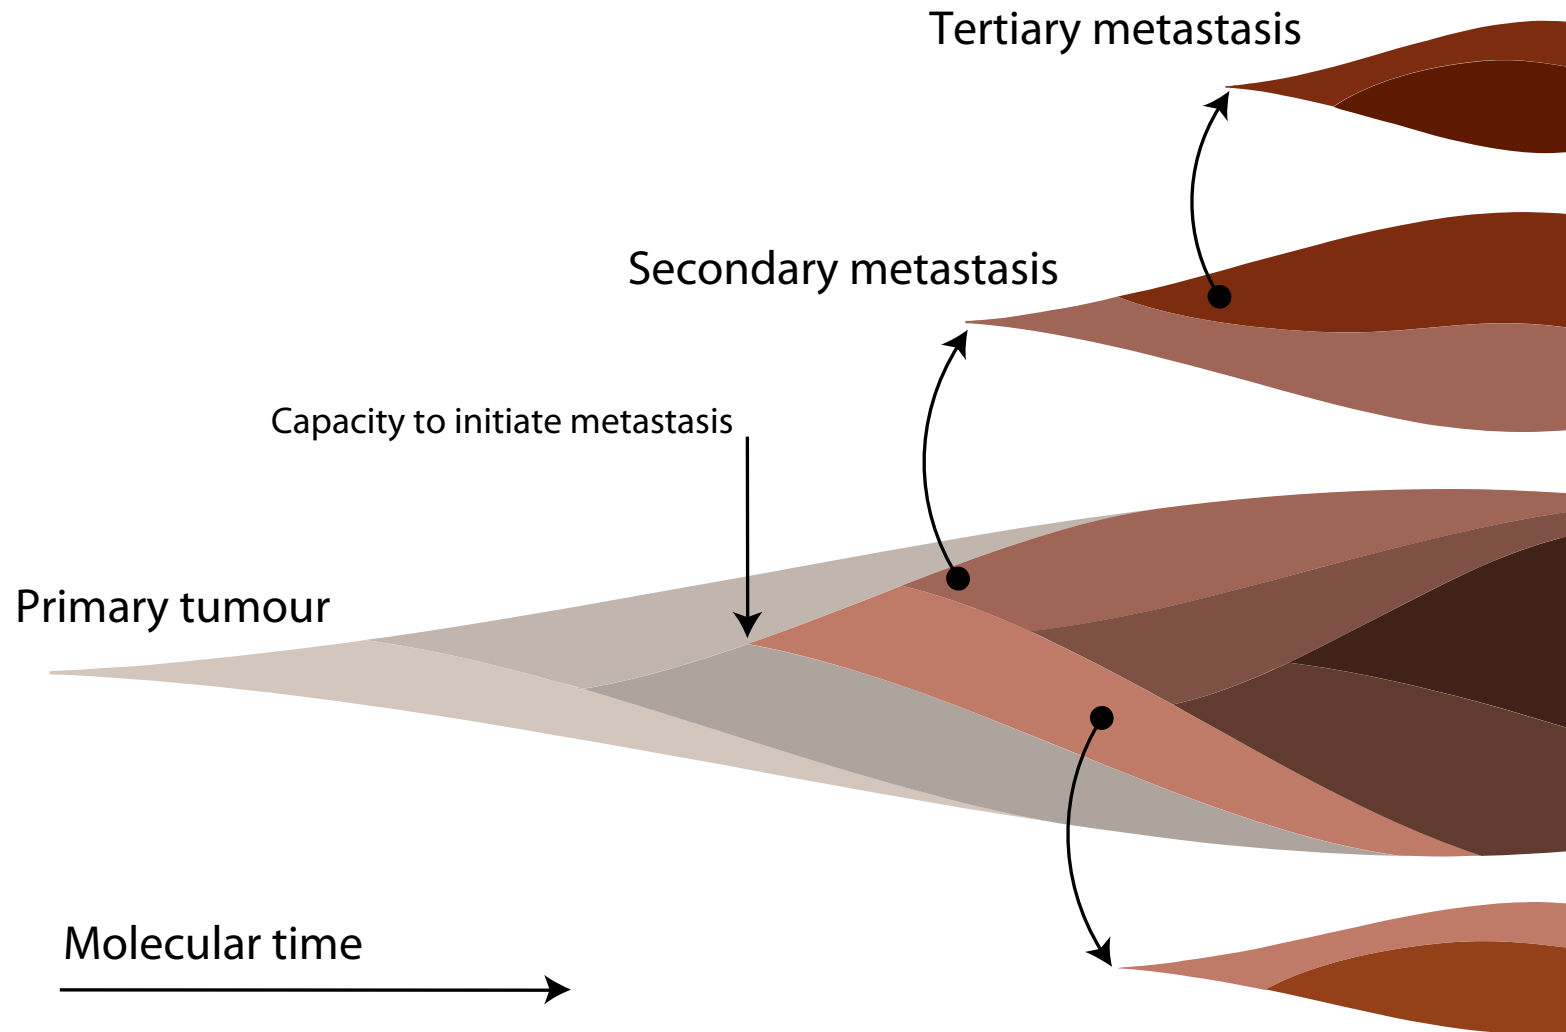 Tertiary metastasis
Secondary metastasis
Capacity to initiate metastasis
Primary tumour
Molecular time